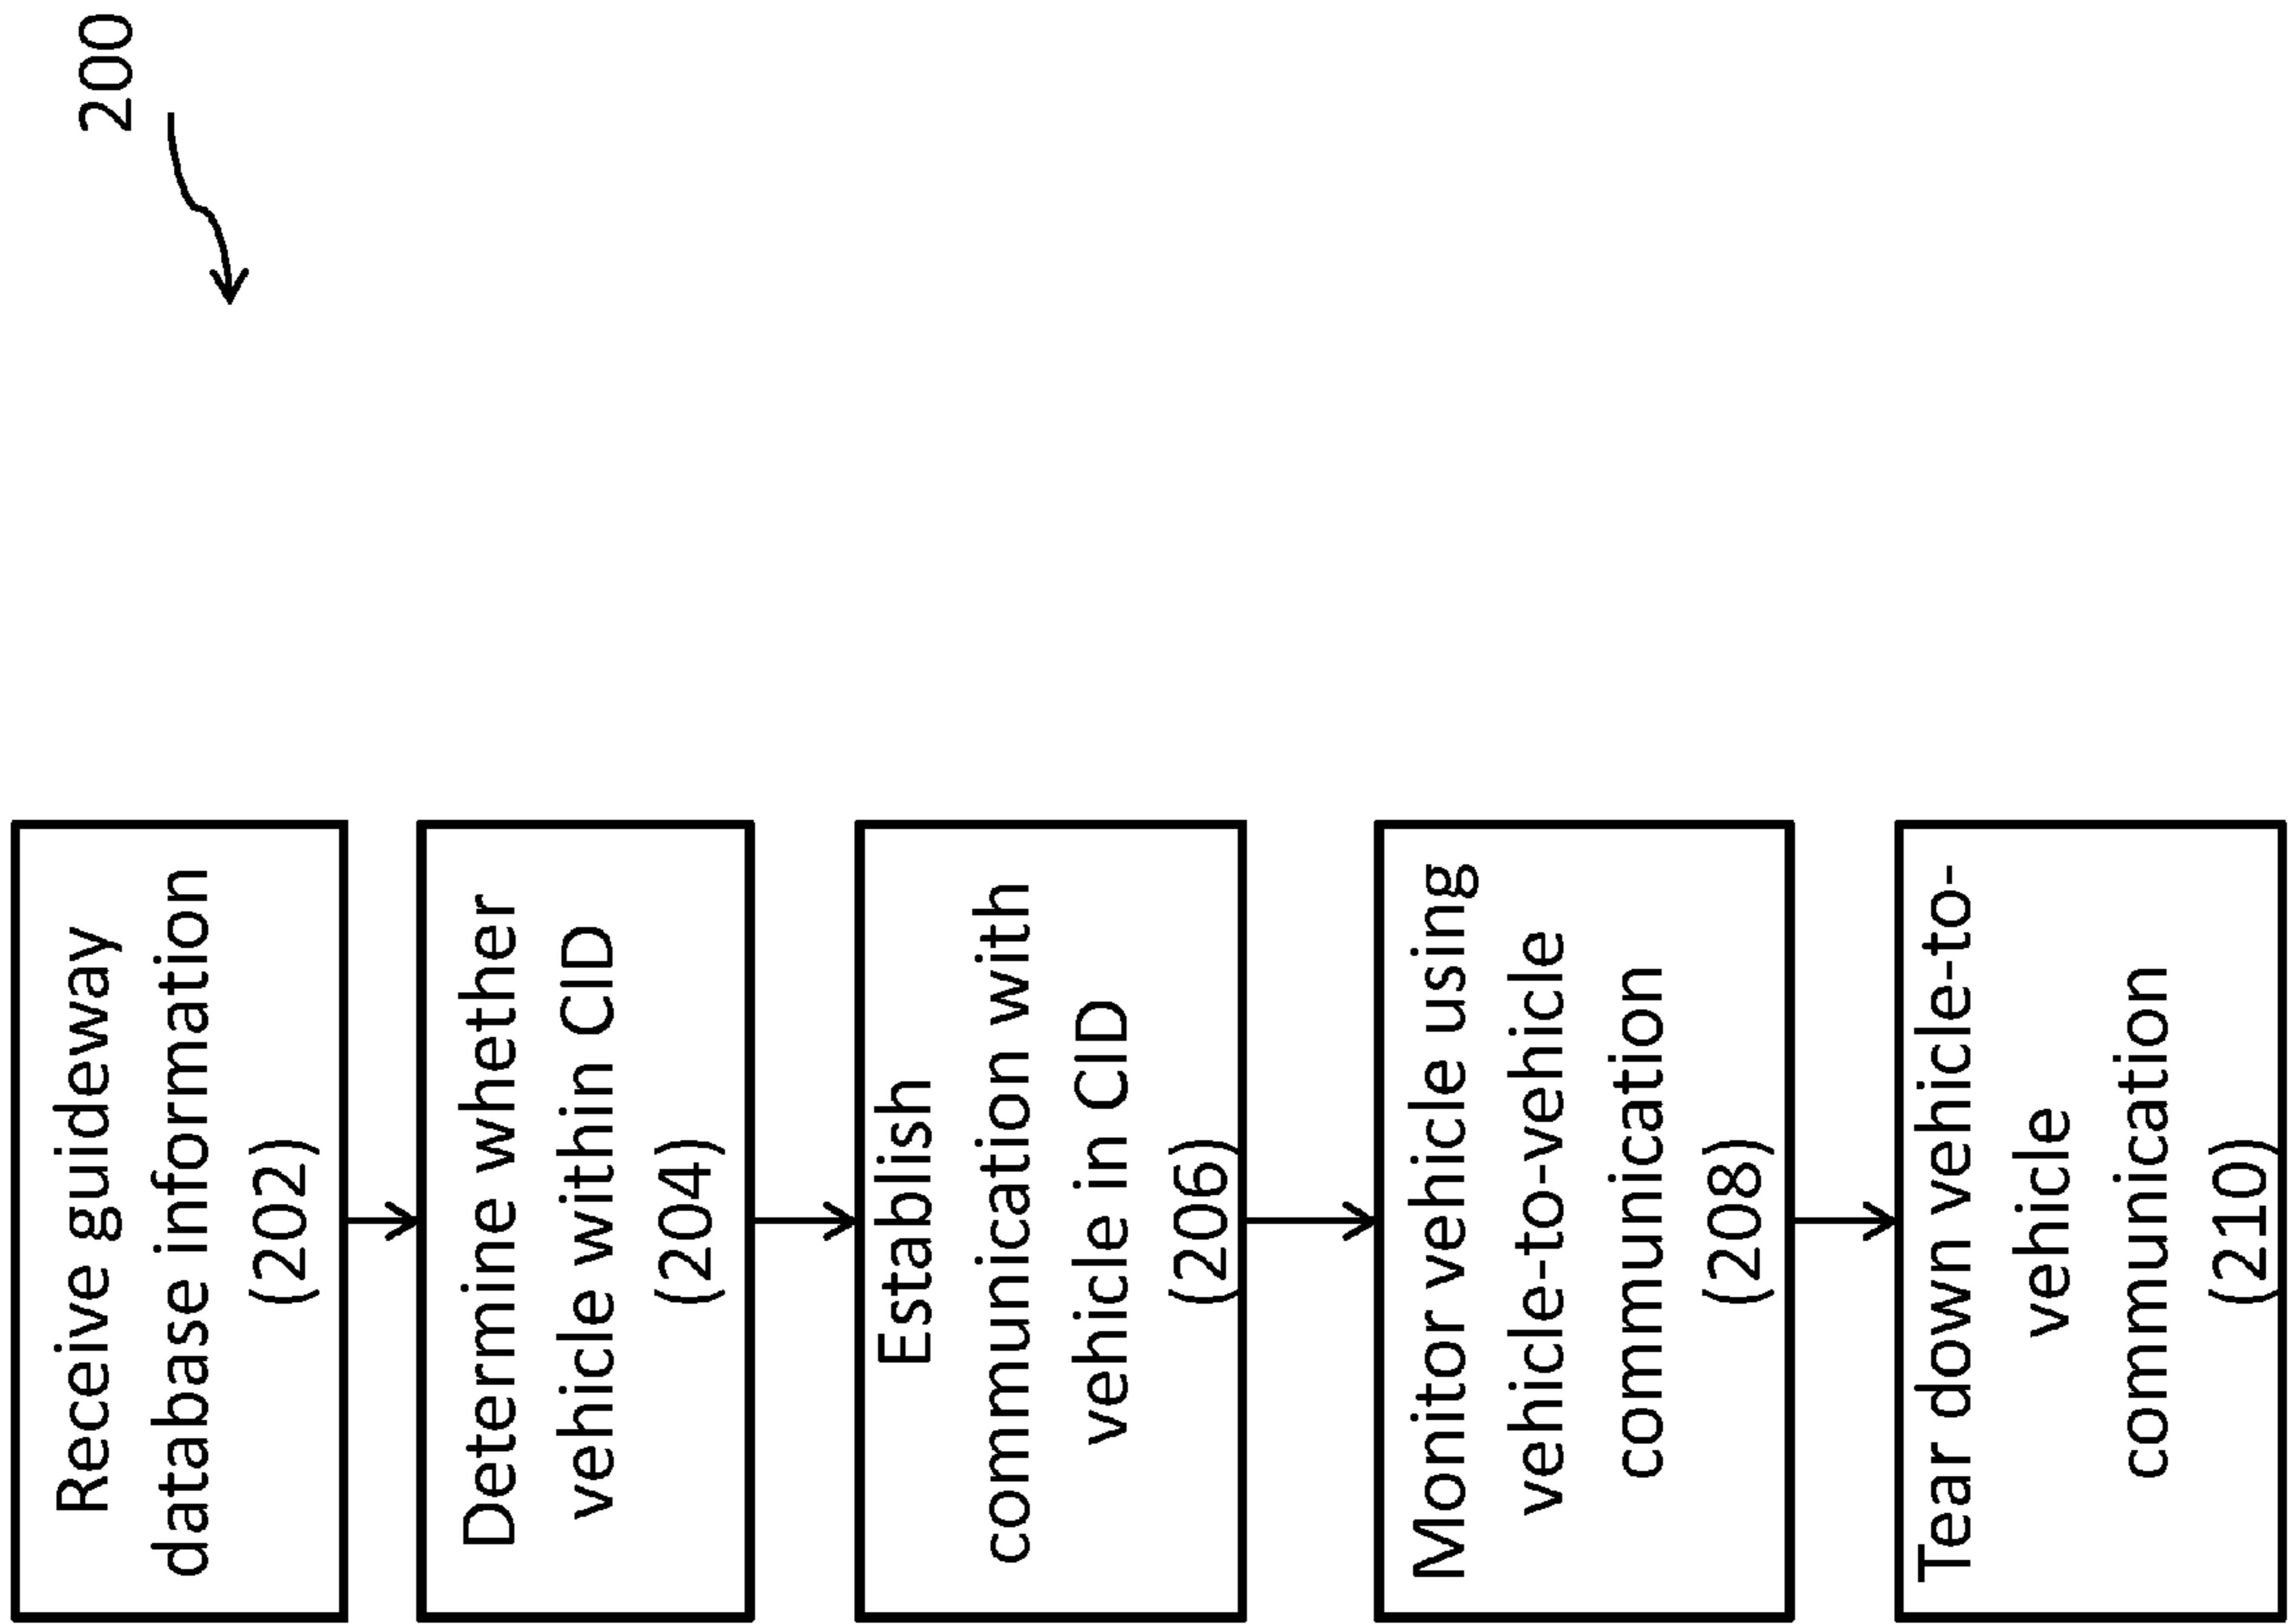 200
Receive guideway
database information
(202)
Determine whether
vehicle within CID
(204)
Establish
communication with
vehicle in CID
(206)
Monitor vehicle using
vehicle-to-vehicle
communication
(208)
Tear down vehicle-to-
vehicle
communication
(210)